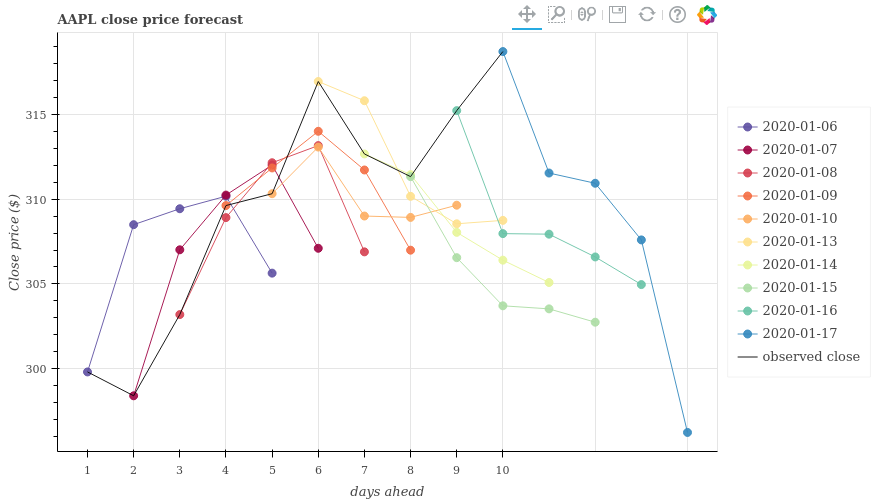 AAPL close price forecast
315
310
305
300
Close price ($)
1 2 3 4 5 6 7 8 9 10
days ahead
2020-01-06
2020-01-07
2020-01-08
2020-01-09
2020-01-10
2020-01-13
2020-01-14
2020-01-15
2020-01-16
2020-01-17
observed close